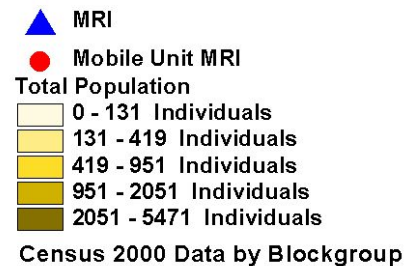 MRI
Mobile Unit MRI
Total Population
0 - 131 Individuals
131 - 419 Individuals
419 - 951 Individuals
951 - 2051 Individuals
2051 - 5471 Individuals
Census 2000 Data by Blockgroup